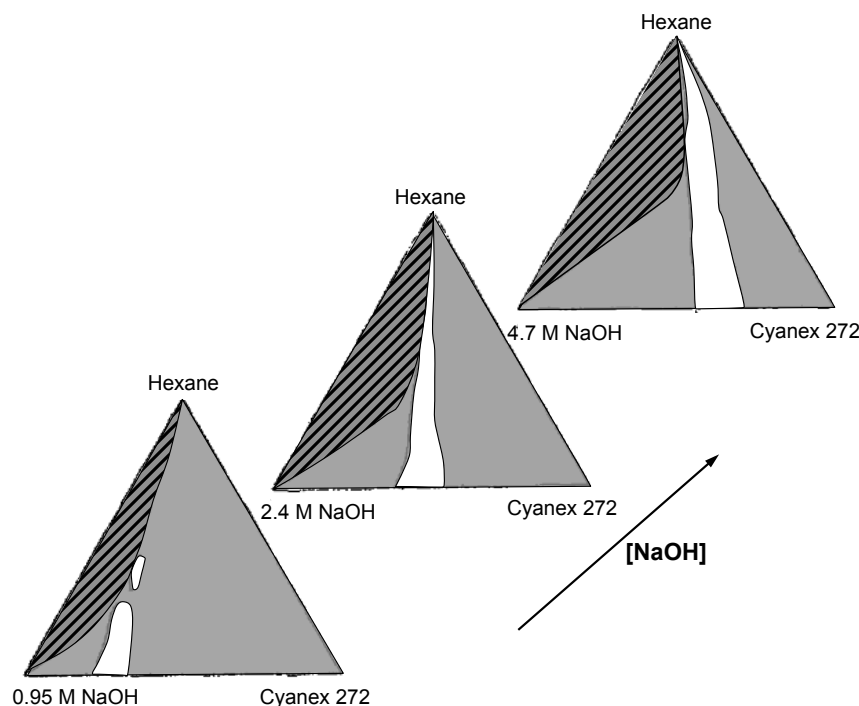 Hexane
4.7 M NaOH
Cyanex 272
Hexane
2.4 M NaOH
Cyanex 272
Hexane
0.95 M NaOH
Cyanex 272
[NaOH]